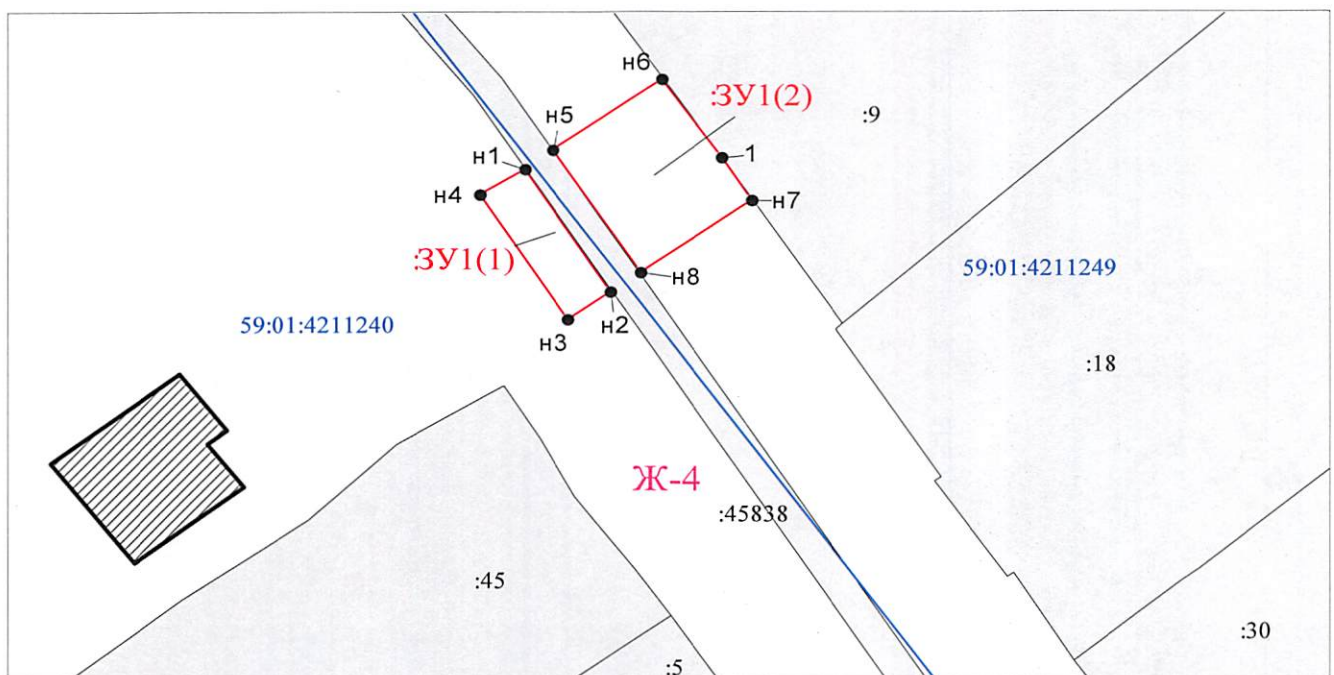 н6
:ЗУ1(2)
:9
н5
н1
1
н4
н7
:ЗУ1(1)
н8
59:01:4211249
н2
59:01:4211240
н3
:18
Ж-4
:45838
:45
:30
:5